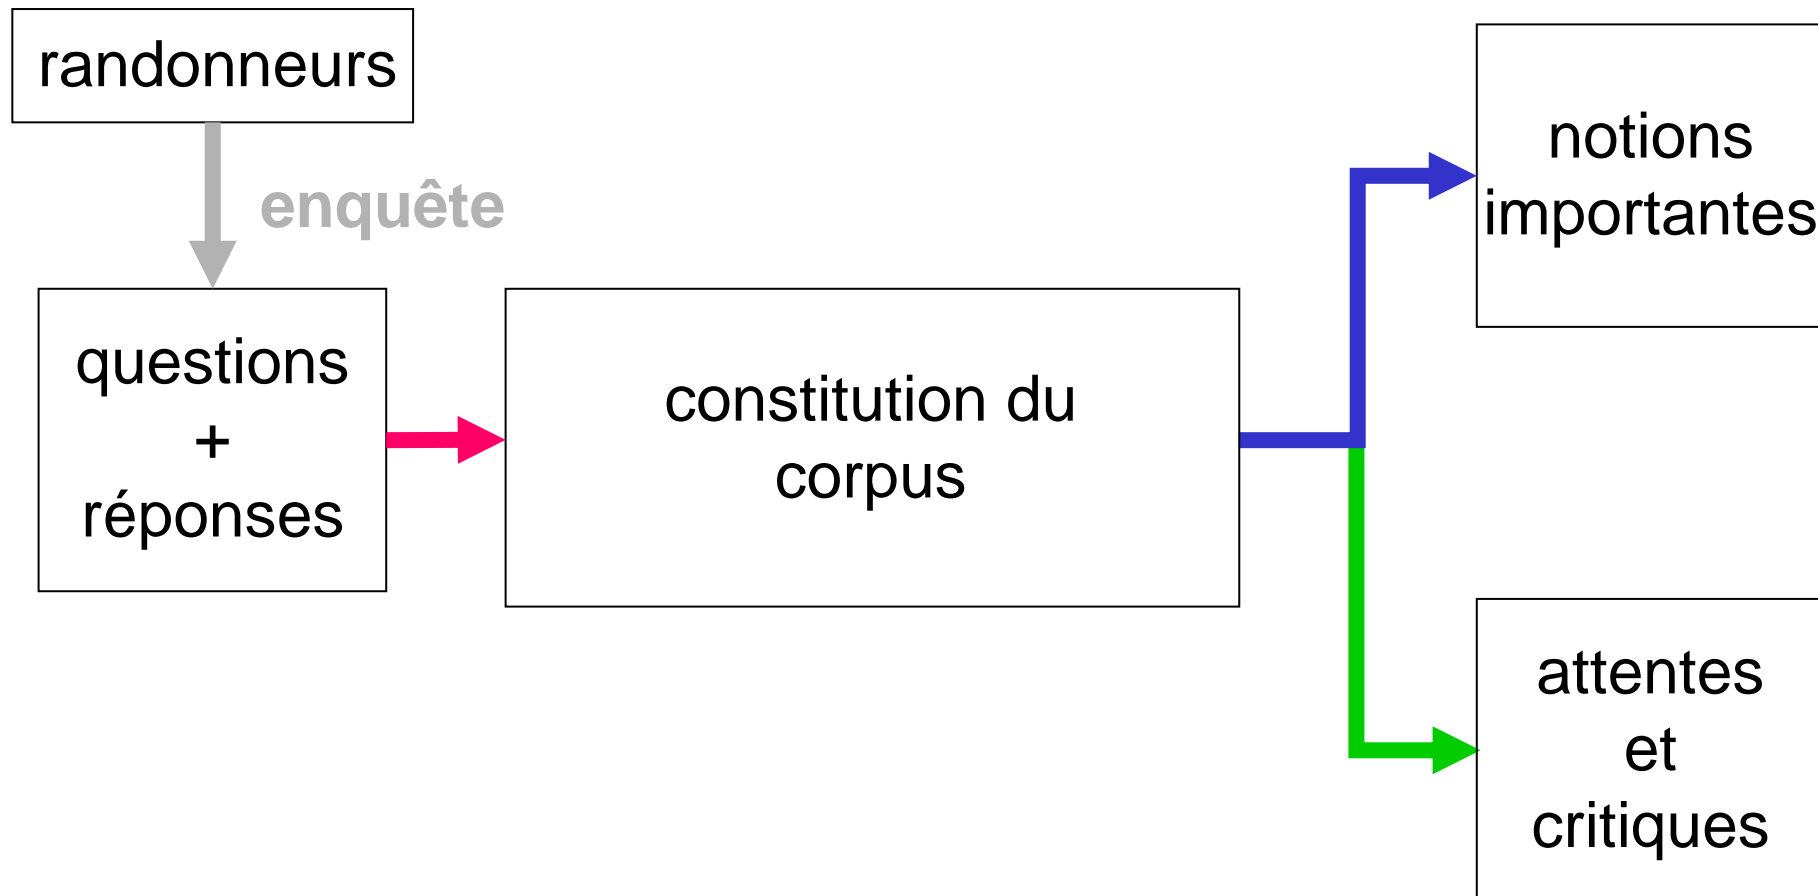 randonneurs
enquête
questions
+
réponses
constitution du
corpus
notions
importantes
attentes
et
critiques